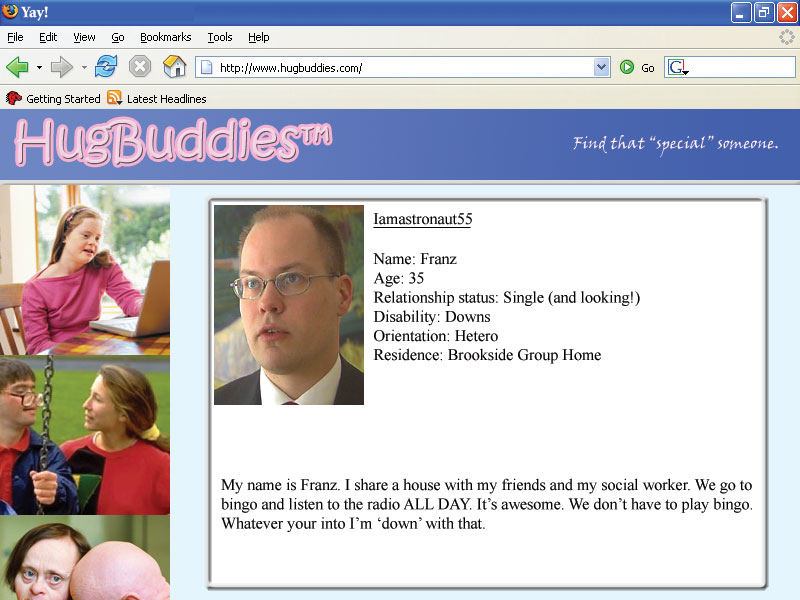 Yay!
File Edit View Go Bookmarks Tools Help
http://www.hugbuddies.com/ Go G
Getting Started Latest Headlines
HugBuddies™
Find that “special” someone.
Iamastronaut55
Name: Franz
Age: 35
Relationship status: Single (and looking!)
Disability: Downs
Orientation: Hetero
Residence: Brookside Group Home
My name is Franz. I share a house with my friends and my social worker. We go to
bingo and listen to the radio ALL DAY. It’s awesome. We don’t have to play bingo.
Whatever your into I’m ‘down’ with that.